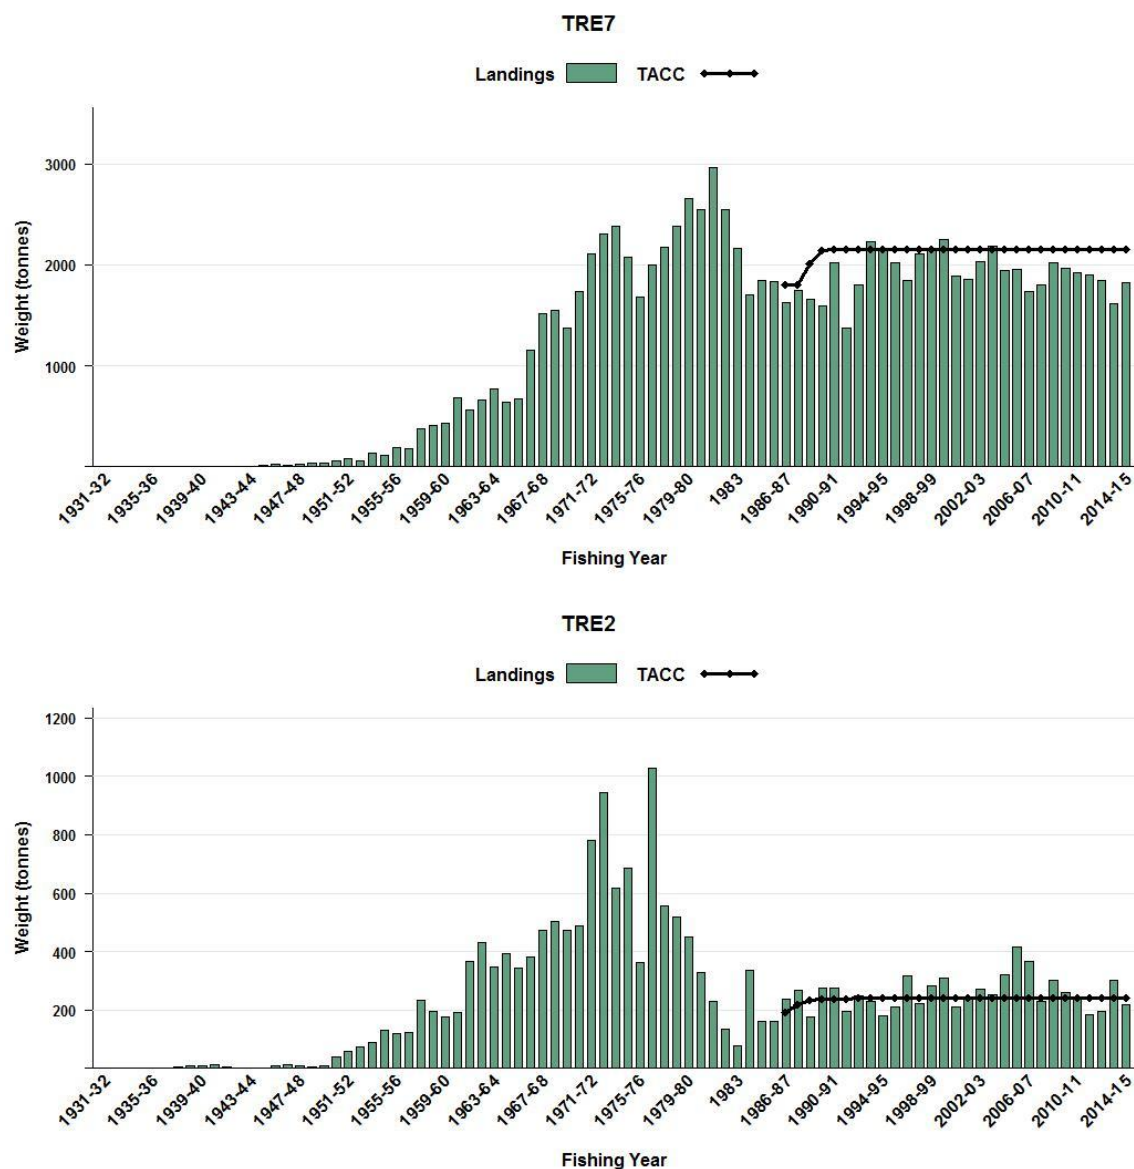 TRE7
Landings TACC
Weight (tonnes)
3000
2000
1000
1931-32 1935-36 1939-40 1943-44 1947-48 1951-52 1955-56 1959-60 1963-64 1967-68 1971-72 1975-76 1979-80 1983 1986-87 1990-91 1994-95 1998-99 2002-03 2006-07 2010-11 2014-15
Fishing Year
TRE2
Landings TACC
Weight (tonnes)
1200
1000
800
600
400
200
1931-32 1935-36 1939-40 1943-44 1947-48 1951-52 1955-56 1959-60 1963-64 1967-68 1971-72 1975-76 1979-80 1983 1986-87 1990-91 1994-95 1998-99 2002-03 2006-07 2010-11 2014-15
Fishing Year